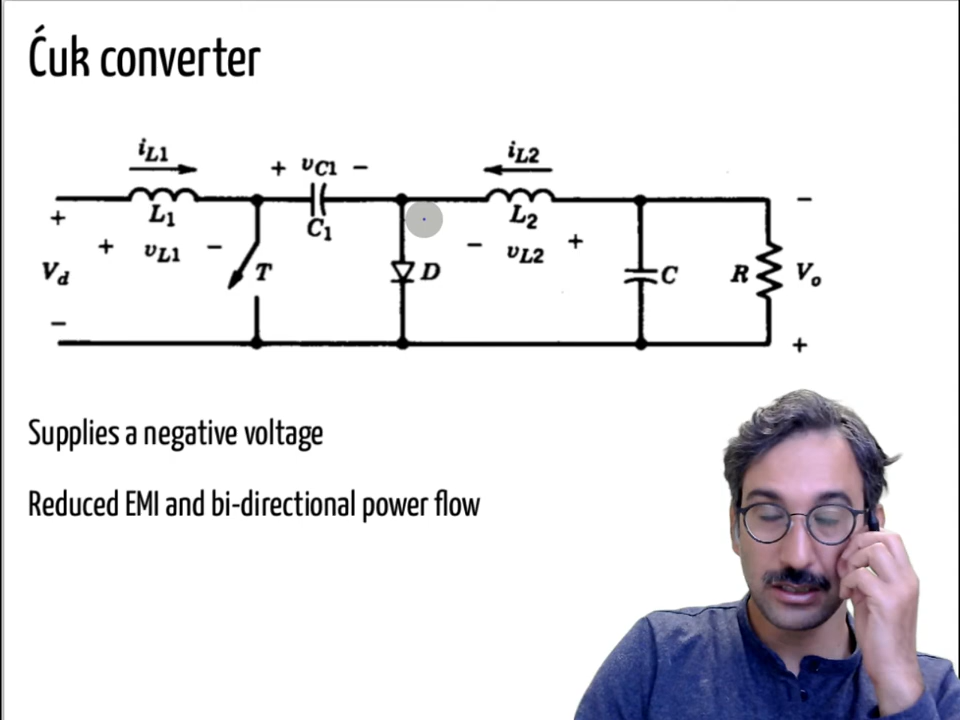 Ćuk converter
iL1
+ vC1 −
iL2
L1
C1
L2
+ vL1 −
− vL2 +
+
Vd
−
T
D
C
R
−
Vo
+
Supplies a negative voltage
Reduced EMI and bi-directional power flow